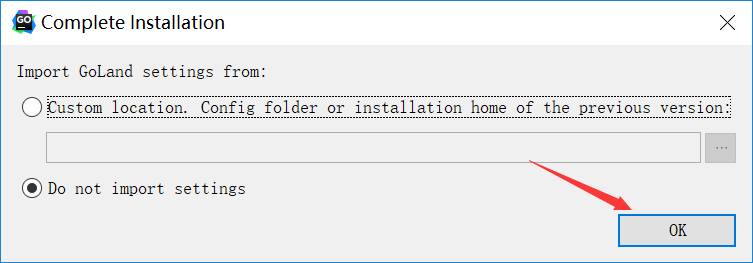 GO
Complete Installation
Import GoLand settings from:
Custom location. Config folder or installation home of the previous version:
...
Do not import settings
OK